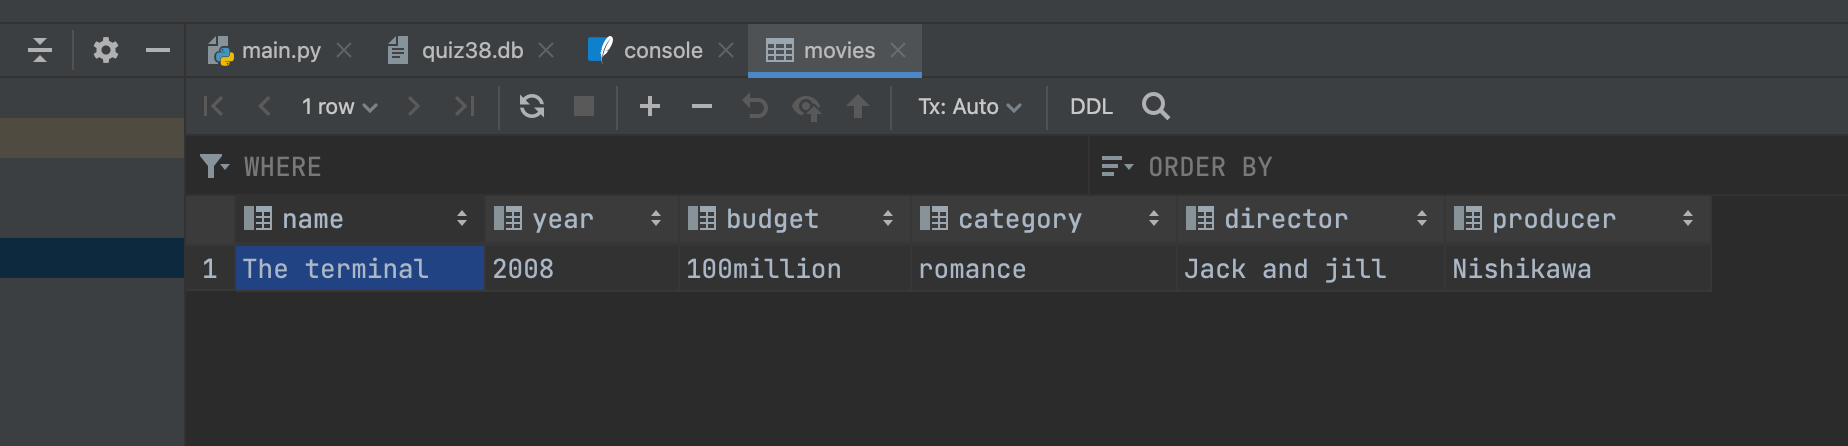 main.py quiz38.db console movies
1 row Tx: Auto DDL
WHERE ORDER BY
name year budget category director producer
1 The terminal 2008 100million romance Jack and jill Nishikawa